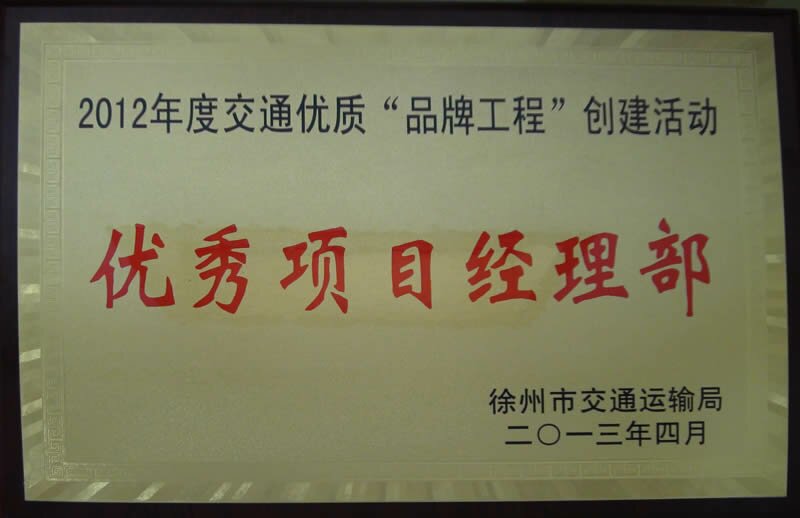 2012年度交通优质“品牌工程”创建活动
优秀项目经理部
徐州市交通运输局
二〇一三年四月